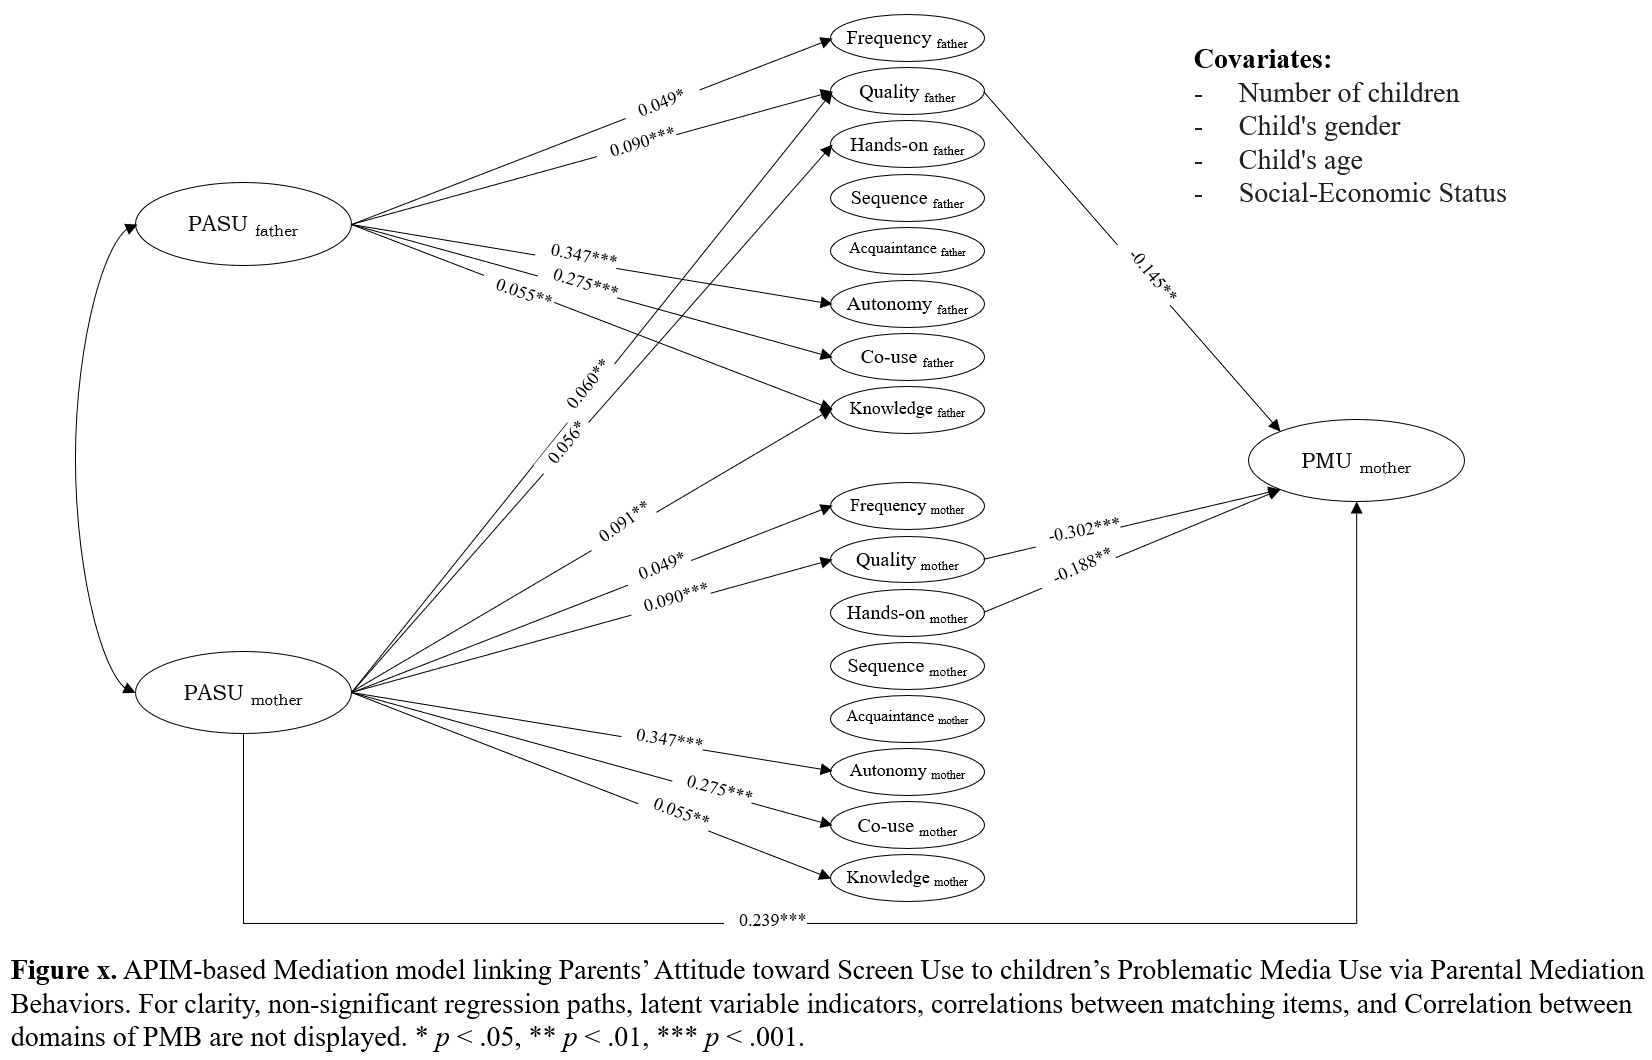 Frequency father
Covariates:
- Number of children
- Child's gender
- Child's age
- Social-Economic Status
Quality father
0.049*
0.090***
Hands-on father
Sequence father
PASU father
Acquaintance father
0.347***
0.275***
0.055**
-0.145**
Autonomy father
Co-use father
0.060**
Knowledge father
0.056*
PMU mother
0.091**
Frequency mother
-0.302***
0.049*
Quality mother
-0.188**
0.090***
Hands-on mother
Sequence mother
PASU mother
Acquaintance mother
0.347***
Autonomy mother
0.275***
0.055**
Co-use mother
Knowledge mother
0.239***
Figure x. APIM-based Mediation model linking Parents’ Attitude toward Screen Use to children’s Problematic Media Use via Parental Mediation
Behaviors. For clarity, non-significant regression paths, latent variable indicators, correlations between matching items, and Correlation between
domains of PMB are not displayed. * p < .05, ** p < .01, *** p < .001.